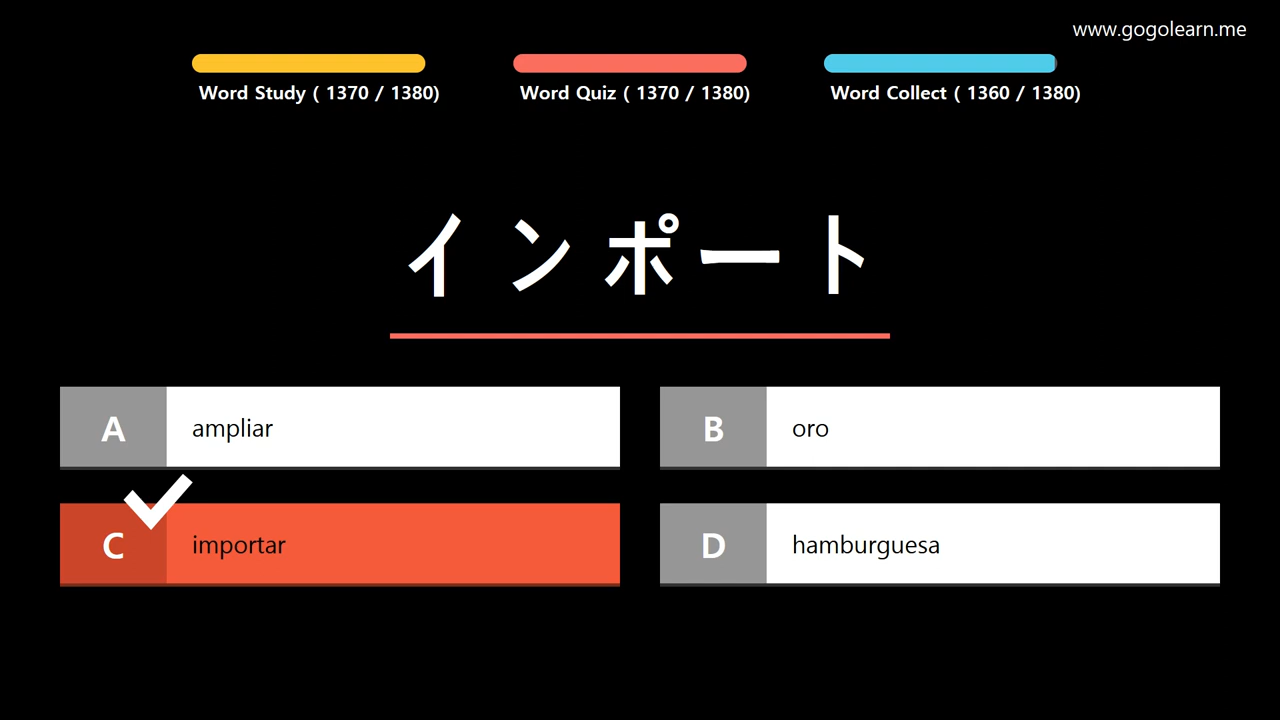 www.gogolearn.me
Word Study ( 1370 / 1380)
Word Quiz ( 1370 / 1380)
Word Collect ( 1360 / 1380)
インポート
A ampliar
B oro
C importar
D hamburguesa